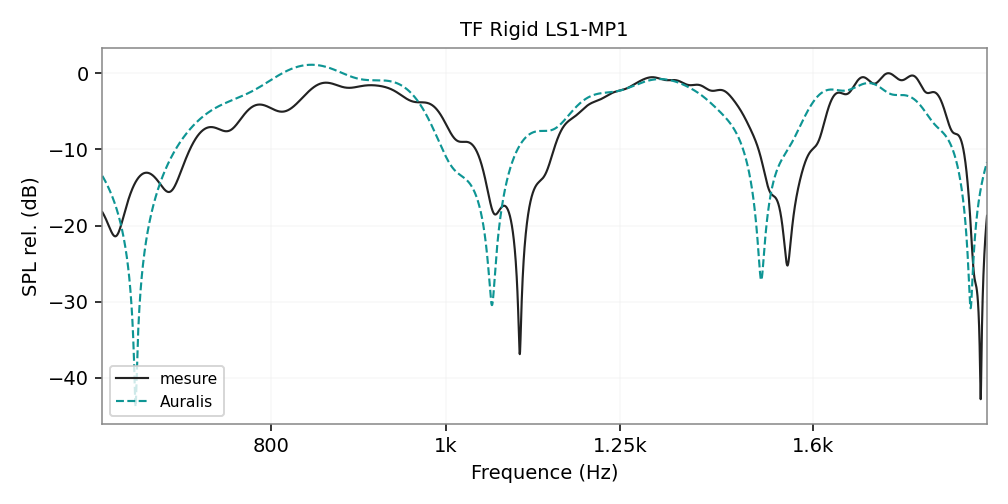 TF Rigid LS1-MP1
SPL rel. (dB)
0
−10
−20
−30
−40
mesure
Auralis
800
1k
1.25k
1.6k
Frequence (Hz)